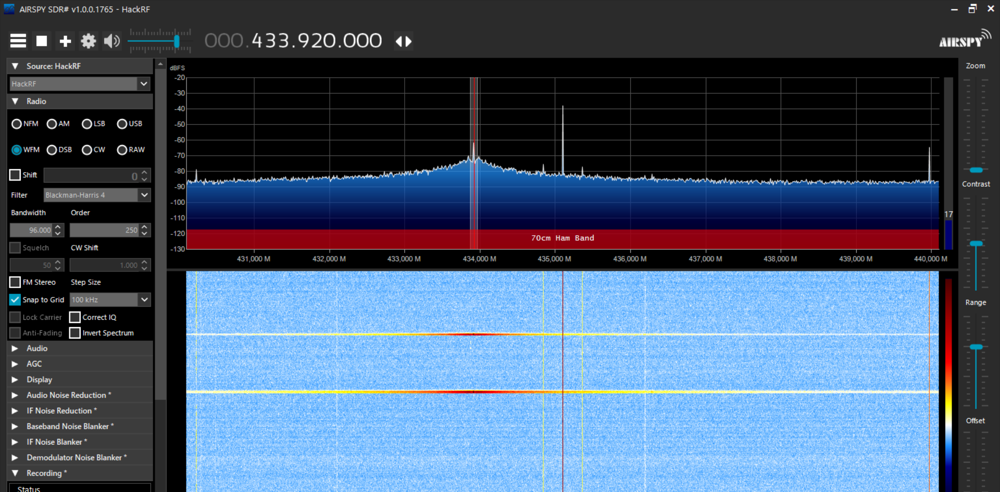 AIRSPY SDR# v1.0.0.1765 - HackRF
000.433.920.000
AIRSPY
Source: HackRF
HackRF
Radio
NFM AM LSB USB
WFM DSB CW RAW
Shift 0
Filter Blackman-Harris 4
Bandwidth Order
96.000 250
Squelch CW Shift
50 1.000
FM Stereo Step Size
Snap to Grid 100 kHz
Lock Carrier Correct IQ
Anti-Fading Invert Spectrum
Audio
AGC
Display
Audio Noise Reduction *
IF Noise Reduction *
Baseband Noise Blanker *
IF Noise Blanker *
Demodulator Noise Blanker *
Recording *
Status
dBFS
-20
-30
-40
-50
-60
-70
-80
-90
-100
-110
-120
-130
70cm Ham Band
431,000 M 432,000 M 433,000 M 434,000 M 435,000 M 436,000 M 437,000 M 438,000 M 439,000 M 440,000 M
17
Zoom
Contrast
Range
Offset